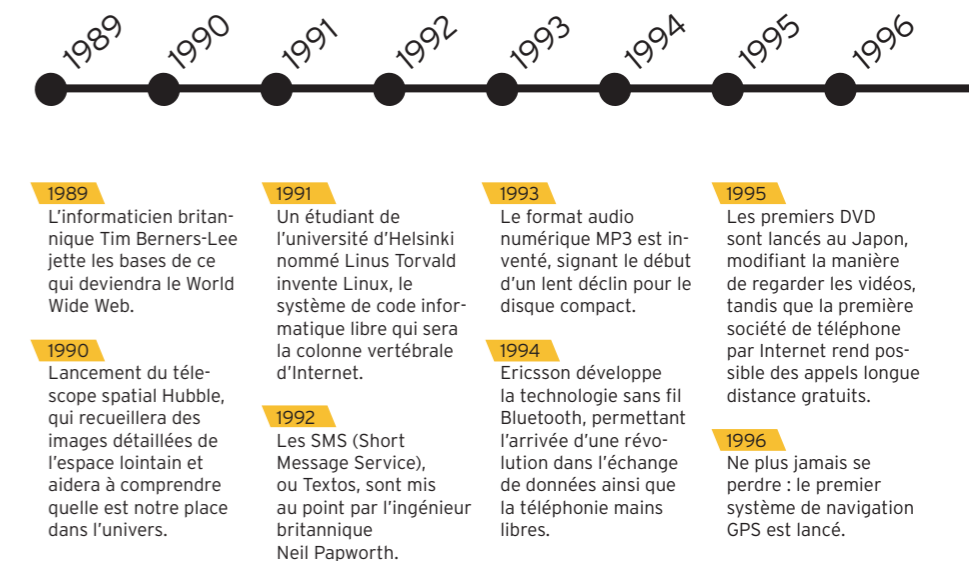 1989 1990 1991 1992 1993 1994 1995 1996
1989
L'informaticien britan-
nique Tim Berners-Lee
jette les bases de ce
qui deviendra le World
Wide Web.
1990
Lancement du téle-
scope spatial Hubble,
qui recueillera des
images détaillées de
l'espace lointain et
aidera à comprendre
quelle est notre place
dans l'univers.
1991
Un étudiant de
l'université d'Helsinki
nommé Linus Torvald
invente Linux, le
système de code infor-
matique libre qui sera
la colonne vertébrale
d'Internet.
1992
Les SMS (Short
Message Service),
ou Textos, sont mis
au point par l'ingénieur
britannique
Neil Papworth.
1993
Le format audio
numérique MP3 est in-
venté, signant le début
d'un lent déclin pour le
disque compact.
1994
Ericsson développe
la technologie sans fil
Bluetooth, permettant
l'arrivée d'une révo-
lution dans l'échange
de données ainsi que
la téléphonie mains
libres.
1995
Les premiers DVD
sont lancés au Japon,
modifiant la manière
de regarder les vidéos,
tandis que la première
société de téléphone
par Internet rend pos-
sible des appels longue
distance gratuits.
1996
Ne plus jamais se
perdre : le premier
système de navigation
GPS est lancé.